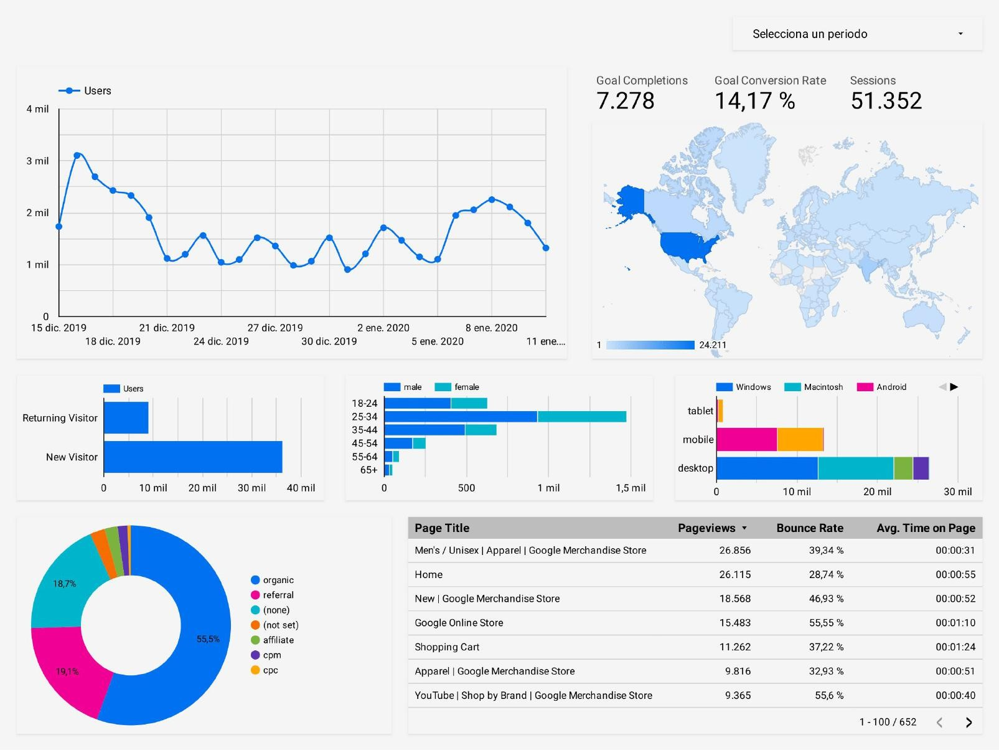 Selecciona un periodo
Users
4 mil
3 mil
2 mil
1 mil
0
15 dic. 2019
18 dic. 2019
21 dic. 2019
24 dic. 2019
27 dic. 2019
30 dic. 2019
2 ene. 2020
5 ene. 2020
8 ene. 2020
11 ene....
Goal Completions
7.278
Goal Conversion Rate
14,17 %
Sessions
51.352
1
24.211
Users
Returning Visitor
New Visitor
0 10 mil 20 mil 30 mil 40 mil
male female
18-24
25-34
35-44
45-54
55-64
65+
0 500 1 mil 1,5 mil
Windows Macintosh Android
tablet
mobile
desktop
0 10 mil 20 mil 30 mil
18,7%
55,5%
19,1%
organic
referral
(none)
(not set)
affiliate
cpm
cpc
Page Title Pageviews Bounce Rate Avg. Time on Page
Men's / Unisex | Apparel | Google Merchandise Store 26.856 39,34 % 00:00:31
Home 26.115 28,74 % 00:00:55
New | Google Merchandise Store 18.568 46,93 % 00:00:52
Google Online Store 15.483 55,55 % 00:01:10
Shopping Cart 11.262 37,22 % 00:01:24
Apparel | Google Merchandise Store 9.816 32,93 % 00:00:51
YouTube | Shop by Brand | Google Merchandise Store 9.365 55,6 % 00:00:40
1 - 100 / 652